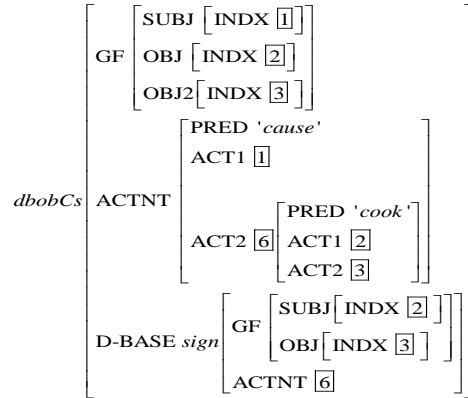 SUBJ [INDX 1]
GF OBJ [INDX 2]
OBJ2[INDX 3]
PRED 'cause'
ACT1 1
dbobCs ACTNT
PRED 'cook'
ACT2 6 ACT1 2
ACT2 3
SUBJ[INDX 2]
D-BASE sign GF
OBJ[INDX 3]
ACTNT 6